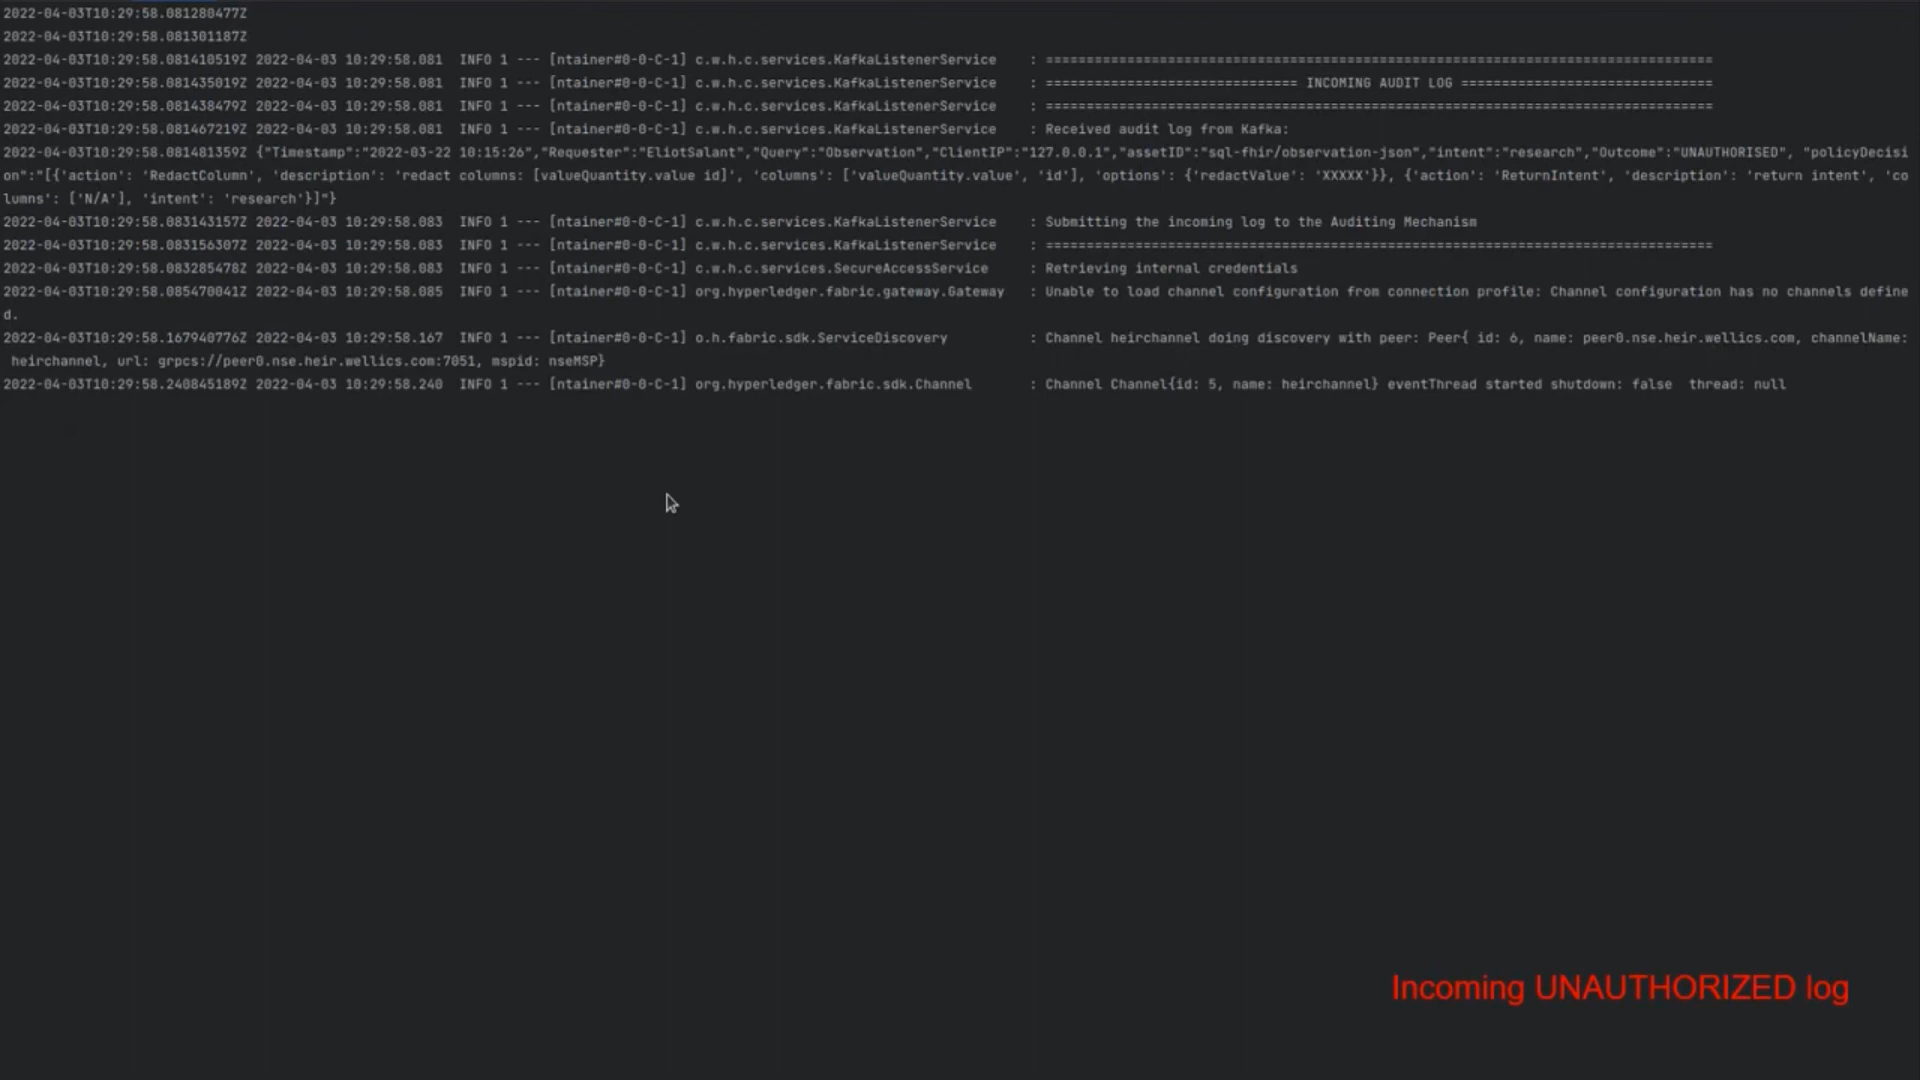 2022-04-03T10:29:58.081280477Z
2022-04-03T10:29:58.081301187Z
2022-04-03T10:29:58.081410519Z 2022-04-03 10:29:58.081  INFO 1 --- [ntainer#0-0-C-1] c.w.h.c.services.KafkaListenerService    : ==================================================================================
2022-04-03T10:29:58.081435019Z 2022-04-03 10:29:58.081  INFO 1 --- [ntainer#0-0-C-1] c.w.h.c.services.KafkaListenerService    : =============================== INCOMING AUDIT LOG ===============================
2022-04-03T10:29:58.081438479Z 2022-04-03 10:29:58.081  INFO 1 --- [ntainer#0-0-C-1] c.w.h.c.services.KafkaListenerService    : ==================================================================================
2022-04-03T10:29:58.081467219Z 2022-04-03 10:29:58.081  INFO 1 --- [ntainer#0-0-C-1] c.w.h.c.services.KafkaListenerService    : Received audit log from Kafka:
2022-04-03T10:29:58.081481359Z {"Timestamp":"2022-03-22 10:15:26","Requester":"EliotSalant","Query":"Observation","ClientIP":"127.0.0.1","assetID":"sql-fhir/observation-json","intent":"research","Outcome":"UNAUTHORISED", "policyDecisi
on":"[{'action': 'RedactColumn', 'description': 'redact columns: [valueQuantity.value id]', 'columns': ['valueQuantity.value', 'id'], 'options': {'redactValue': 'XXXXX'}}, {'action': 'ReturnIntent', 'description': 'return intent', 'co
lumns': ['N/A'], 'intent': 'research'}]"}
2022-04-03T10:29:58.083143157Z 2022-04-03 10:29:58.083  INFO 1 --- [ntainer#0-0-C-1] c.w.h.c.services.KafkaListenerService    : Submitting the incoming log to the Auditing Mechanism
2022-04-03T10:29:58.083156307Z 2022-04-03 10:29:58.083  INFO 1 --- [ntainer#0-0-C-1] c.w.h.c.services.KafkaListenerService    : ==================================================================================
2022-04-03T10:29:58.083285478Z 2022-04-03 10:29:58.083  INFO 1 --- [ntainer#0-0-C-1] c.w.h.c.services.SecureAccessService     : Retrieving internal credentials
2022-04-03T10:29:58.085470041Z 2022-04-03 10:29:58.085  INFO 1 --- [ntainer#0-0-C-1] org.hyperledger.fabric.gateway.Gateway   : Unable to load channel configuration from connection profile: Channel configuration has no channels define
d.
2022-04-03T10:29:58.167940776Z 2022-04-03 10:29:58.167  INFO 1 --- [ntainer#0-0-C-1] o.h.fabric.sdk.ServiceDiscovery          : Channel heirchannel doing discovery with peer: Peer{ id: 6, name: peer0.nse.heir.wellics.com, channelName:
heirchannel, url: grpcs://peer0.nse.heir.wellics.com:7051, mspid: nseMSP}
2022-04-03T10:29:58.240845189Z 2022-04-03 10:29:58.240  INFO 1 --- [ntainer#0-0-C-1] org.hyperledger.fabric.sdk.Channel       : Channel Channel{id: 5, name: heirchannel} eventThread started shutdown: false  thread: null
Incoming UNAUTHORIZED log